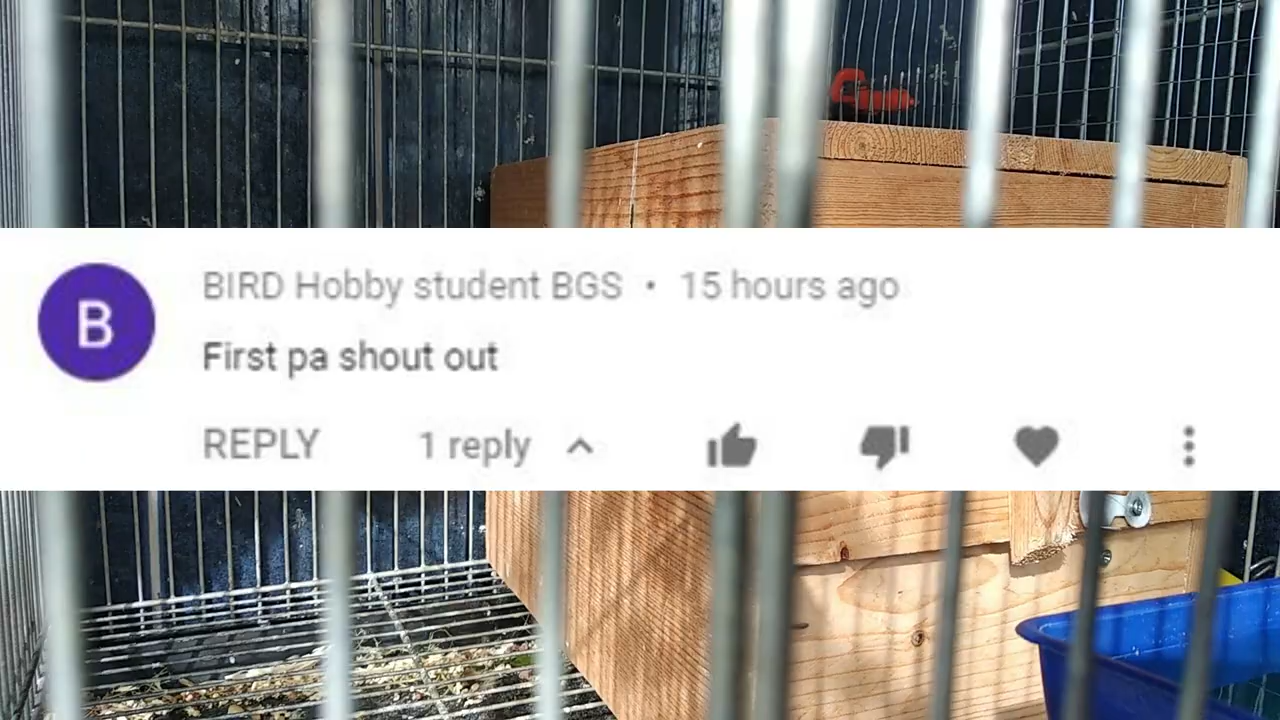 BIRD Hobby student BGS • 15 hours ago
B
First pa shout out
REPLY 1 reply